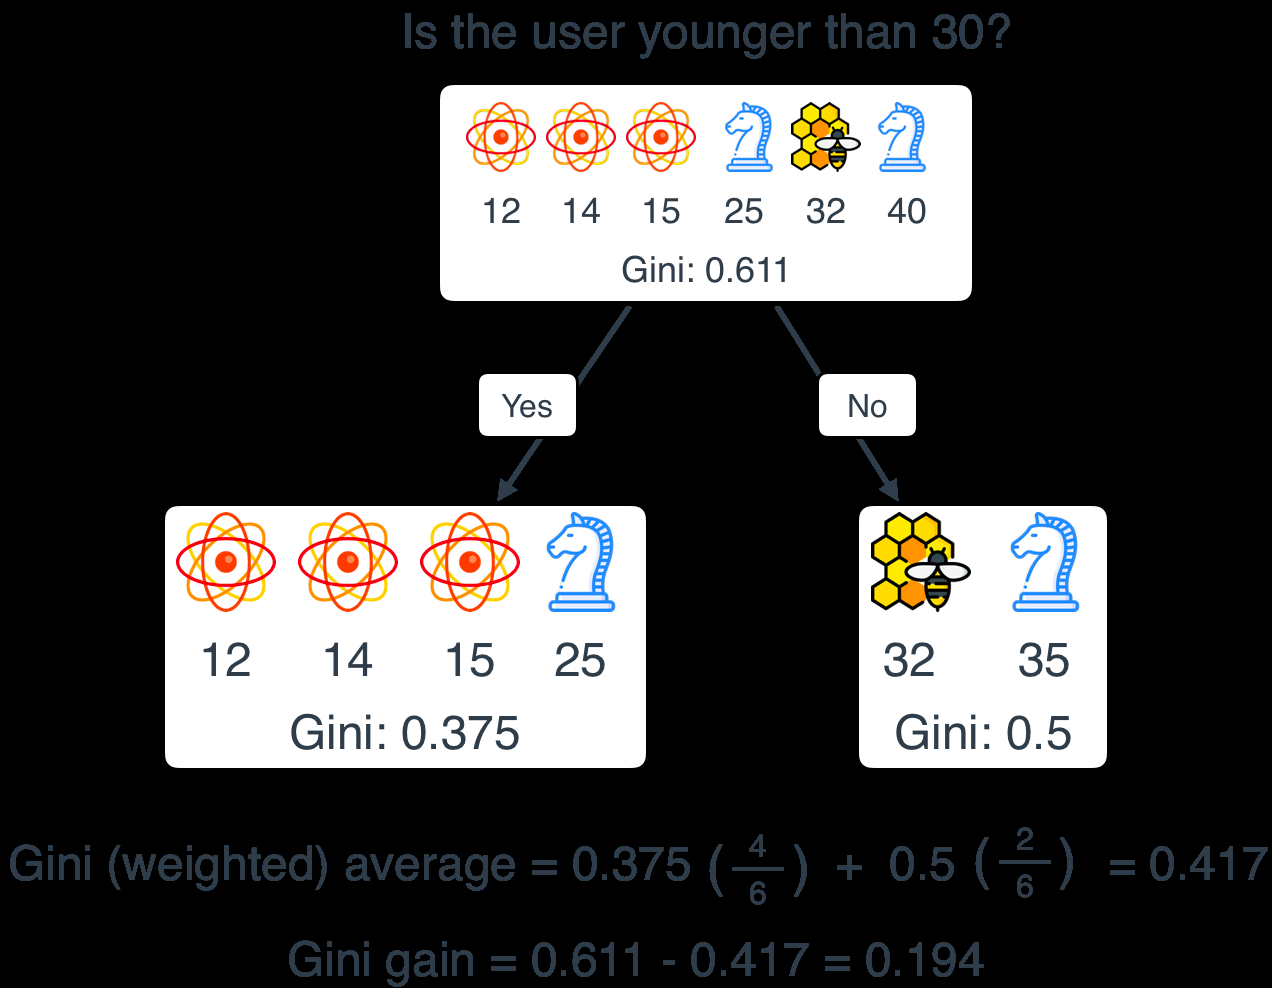 Is the user younger than 30?
12 14 15 25 32 40
Gini: 0.611
Yes No
12 14 15 25
Gini: 0.375
32 35
Gini: 0.5
Gini (weighted) average = 0.375 (4/6) + 0.5 (2/6) = 0.417
Gini gain = 0.611 - 0.417 = 0.194